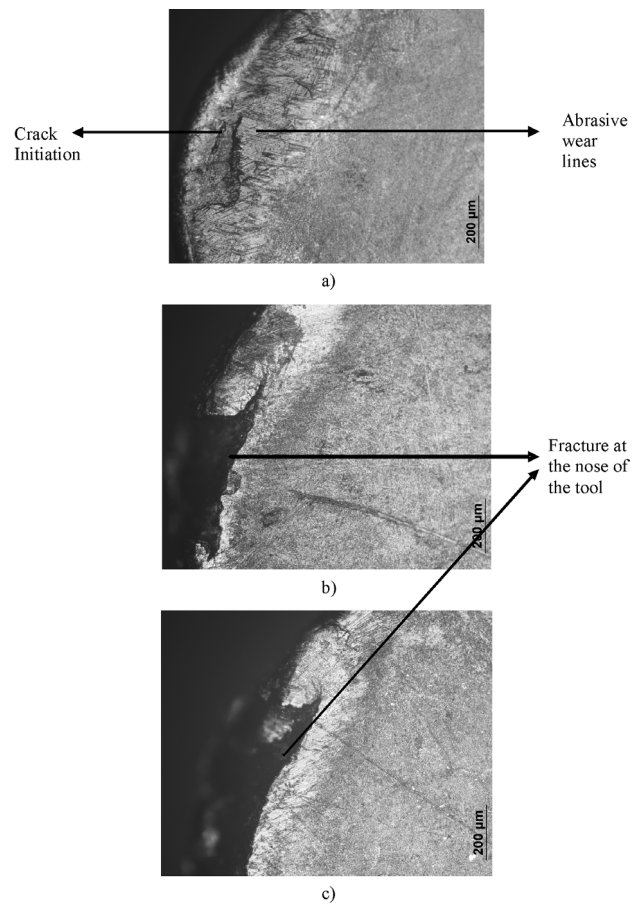 Crack
Initiation
Abrasive
wear
lines
200 µm
a)
Fracture at
the nose of
the tool
200 µm
b)
200 µm
c)